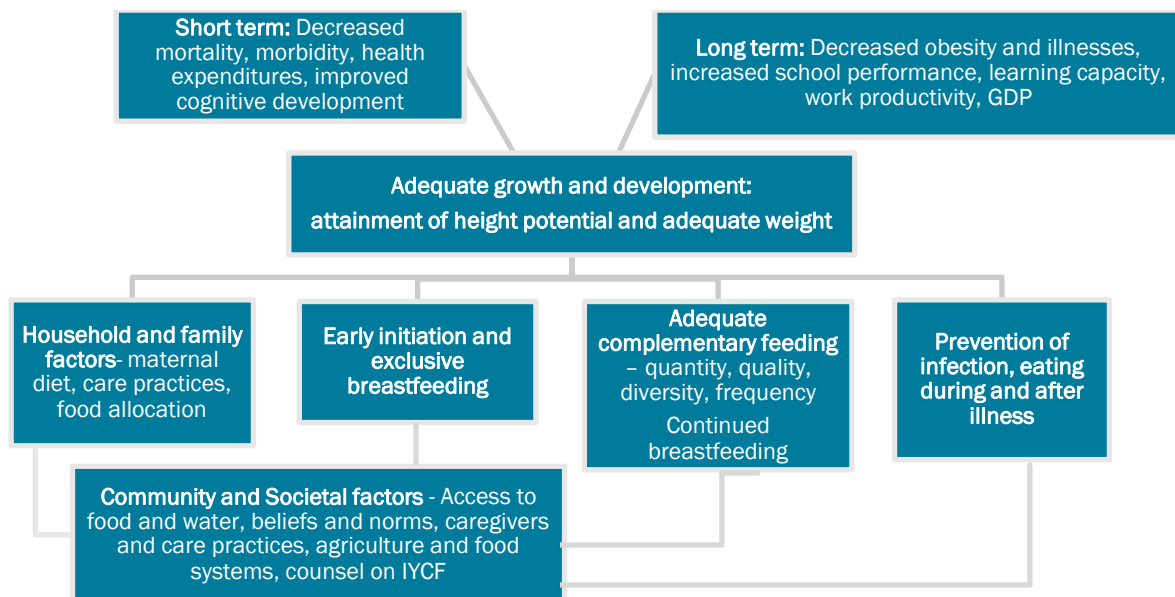 Short term: Decreased
mortality, morbidity, health
expenditures, improved
cognitive development
Long term: Decreased obesity and illnesses,
increased school performance, learning capacity,
work productivity, GDP
Adequate growth and development:
attainment of height potential and adequate weight
Household and family
factors- maternal
diet, care practices,
food allocation
Early initiation and
exclusive
breastfeeding
Adequate
complementary feeding
– quantity, quality,
diversity, frequency
Continued
breastfeeding
Prevention of
infection, eating
during and after
illness
Community and Societal factors - Access to
food and water, beliefs and norms, caregivers
and care practices, agriculture and food
systems, counsel on IYCF